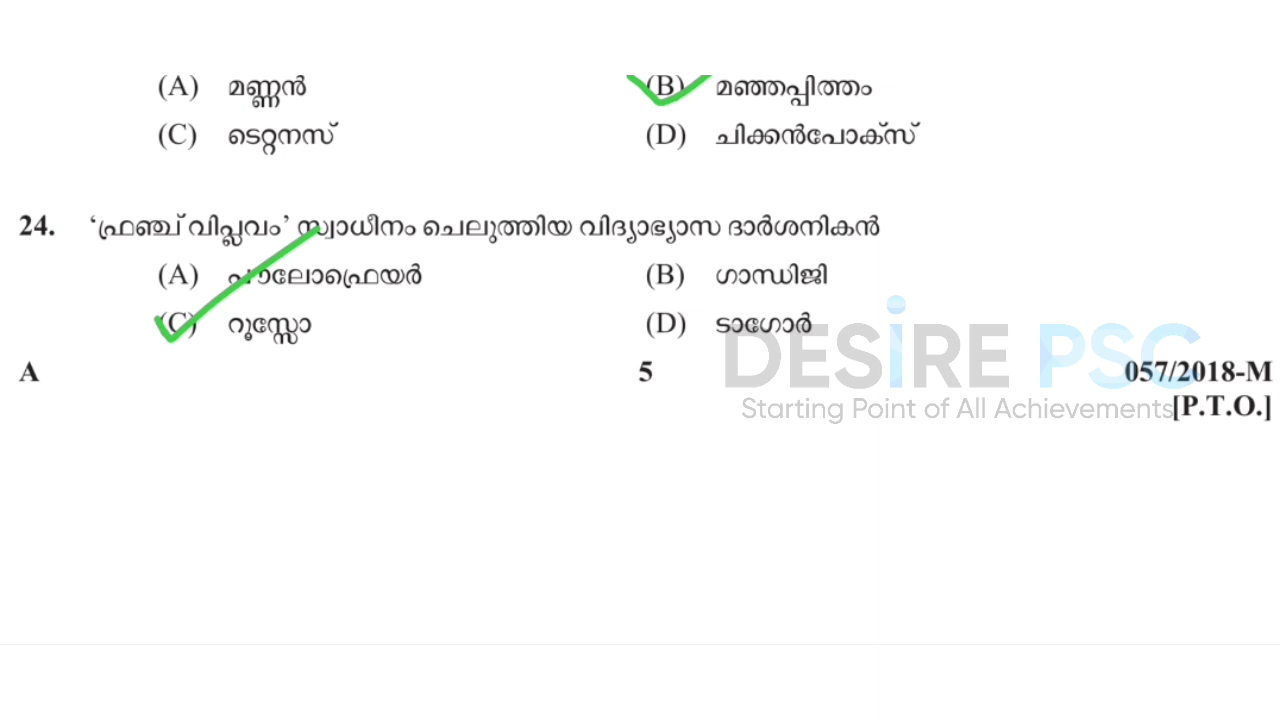 (A) മണ്ണൻ (B) മഞ്ഞപ്പിത്തം
(C) ടെറ്റനസ് (D) ചിക്കൻപോക്സ്
24. ‘ഫ്രഞ്ച് വിപ്ലവം’ സ്വാധീനം ചെലുത്തിയ വിദ്യാഭ്യാസ ദാർശനികൻ
(A) പൗലോഫ്രെയർ (B) ഗാന്ധിജി
(C) റൂസ്സോ (D) ടാഗോർ
DESIRE PSC
A 5 057/2018-M
Starting Point of All Achievements
[P.T.O.]